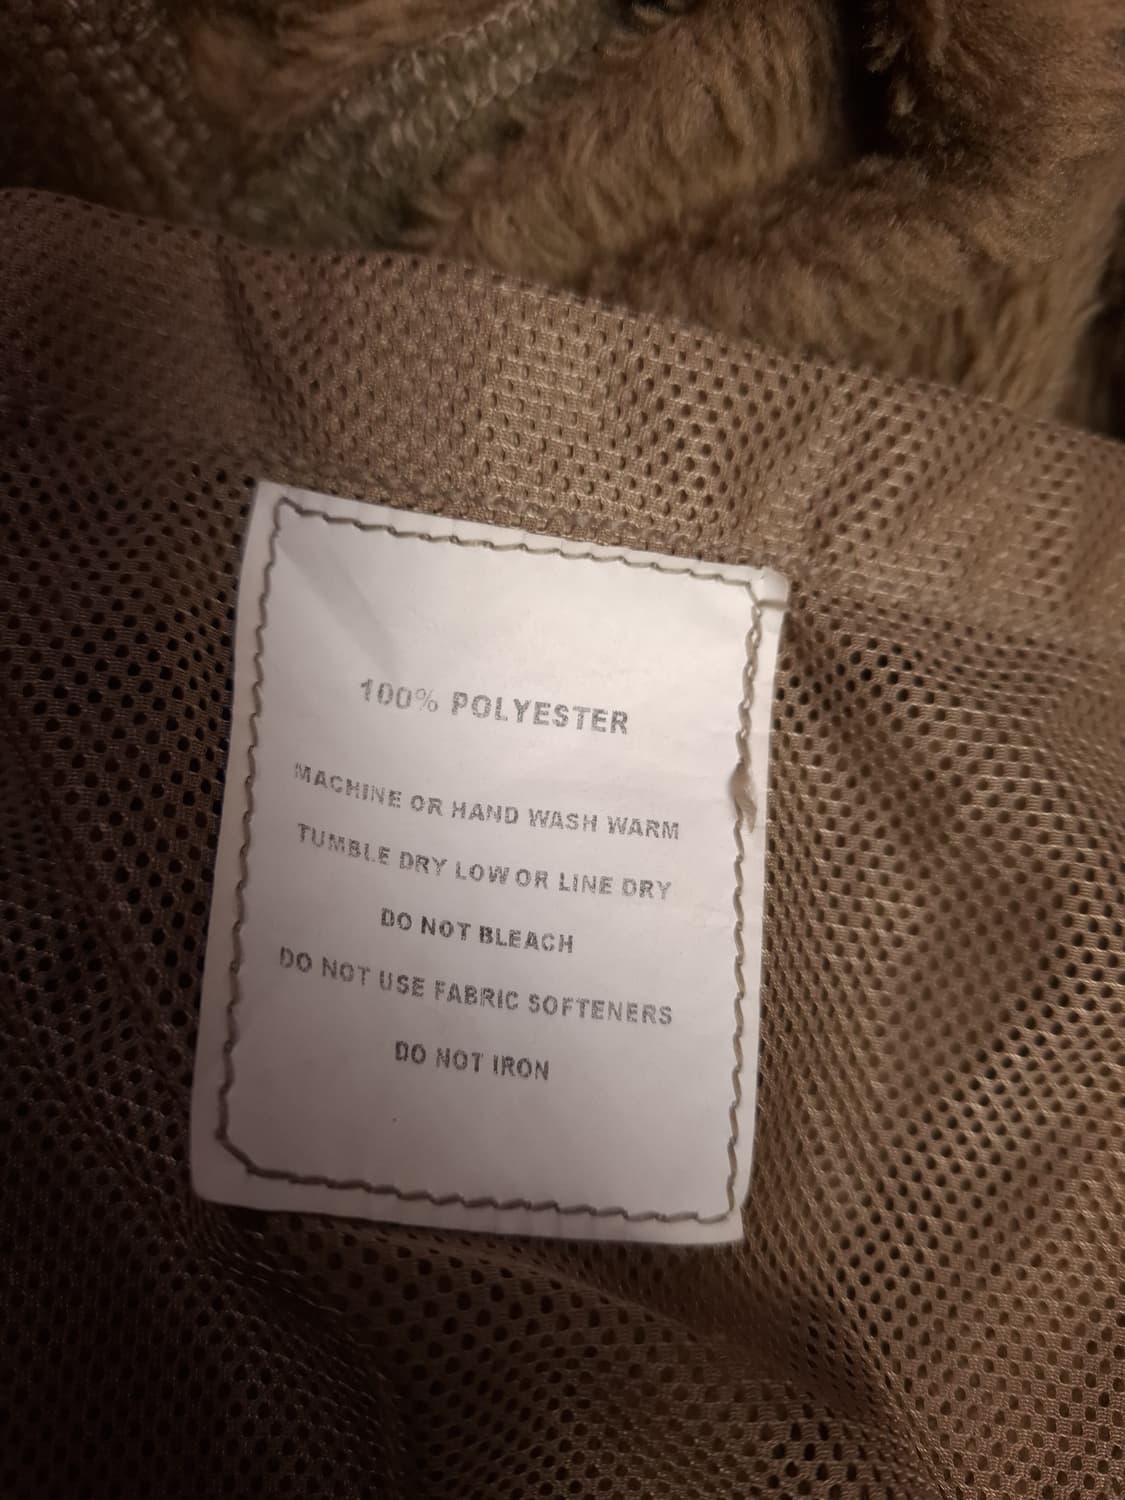 100% POLYESTER
MACHINE OR HAND WASH WARM
TUMBLE DRY LOW OR LINE DRY
DO NOT BLEACH
DO NOT USE FABRIC SOFTENERS
DO NOT IRON